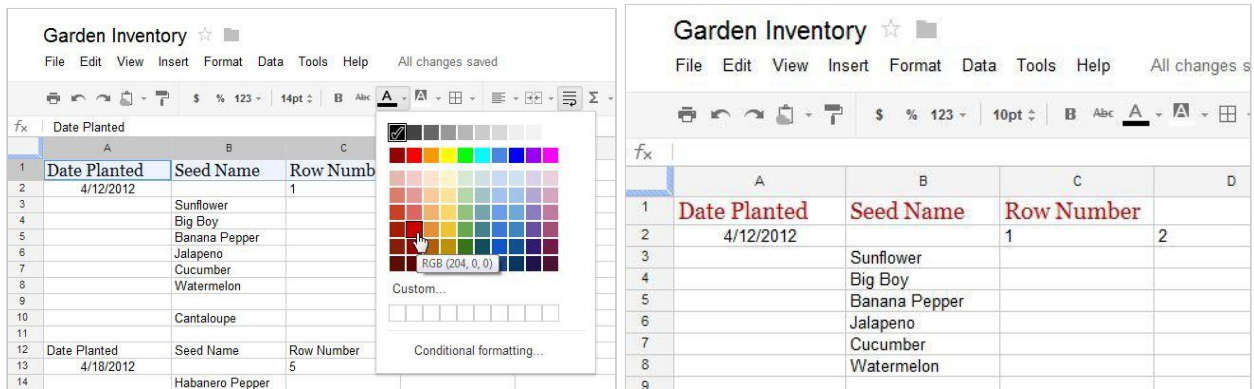 Garden Inventory
File Edit View Insert Format Data Tools Help All changes saved
$ % 123 14pt B Abc A A Σ
fx Date Planted
A B C
1 Date Planted Seed Name Row Numb
2 4/12/2012 1
3 Sunflower
4 Big Boy
5 Banana Pepper
6 Jalapeno
7 Cucumber
8 Watermelon
9
10 Cantaloupe
11
12 Date Planted Seed Name Row Number
13 4/18/2012 5
14 Habanero Pepper
RGB (204, 0, 0)
Custom...
Conditional formatting...
Garden Inventory
File Edit View Insert Format Data Tools Help All changes s
$ % 123 10pt B Abc A A
fx
A B C D
1 Date Planted Seed Name Row Number
2 4/12/2012 1 2
3 Sunflower
4 Big Boy
5 Banana Pepper
6 Jalapeno
7 Cucumber
8 Watermelon
9